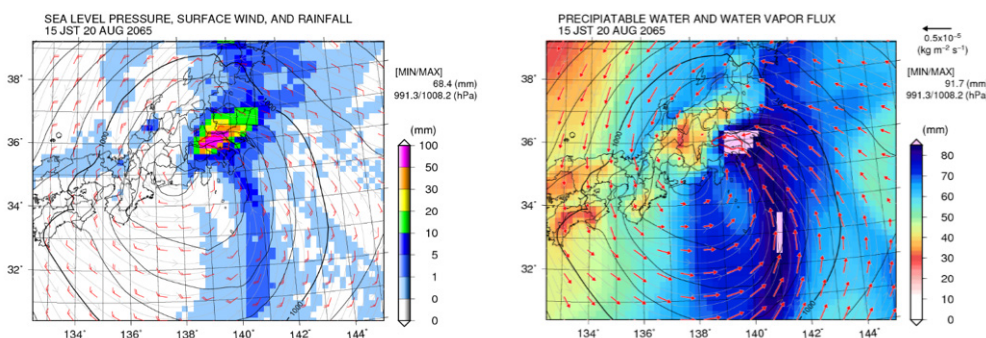 SEA LEVEL PRESSURE, SURFACE WIND, AND RAINFALL
15 JST 20 AUG 2065
[MIN/MAX]
68.4 (mm)
991.3/1008.2 (hPa)
(mm)
100
50
30
20
10
5
1
0
0
38˚
36˚
34˚
32˚
134˚
136˚
138˚
140˚
142˚
144˚
1000
1000
PRECIPIATABLE WATER AND WATER VAPOR FLUX
15 JST 20 AUG 2065
0.5x10⁻⁵
(kg m⁻² s⁻¹)
[MIN/MAX]
91.7 (mm)
991.3/1008.2 (hPa)
(mm)
80
70
60
50
40
30
20
10
0
38˚
36˚
34˚
32˚
134˚
136˚
138˚
140˚
142˚
144˚
1000